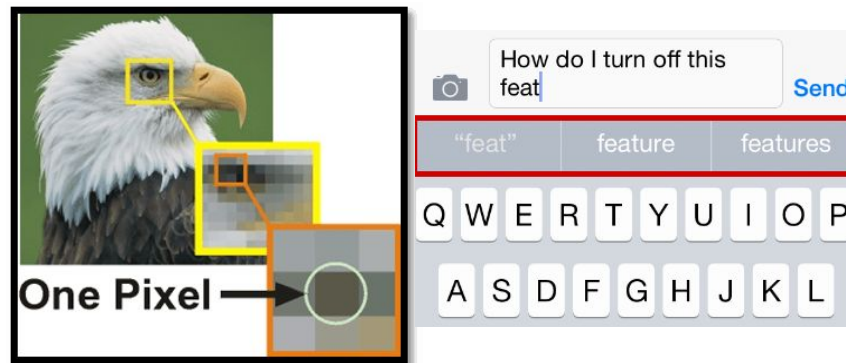 One Pixel
How do I turn off this
feat
Send
“feat” feature features
Q W E R T Y U I O P
A S D F G H J K L